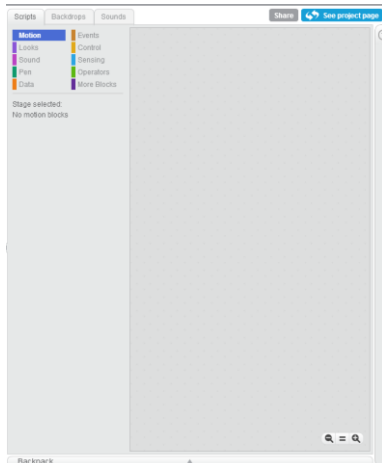 Scripts Backdrops Sounds Share See project page
Motion Events
Looks Control
Sound Sensing
Pen Operators
Data More Blocks
Stage selected:
No motion blocks
Backpack